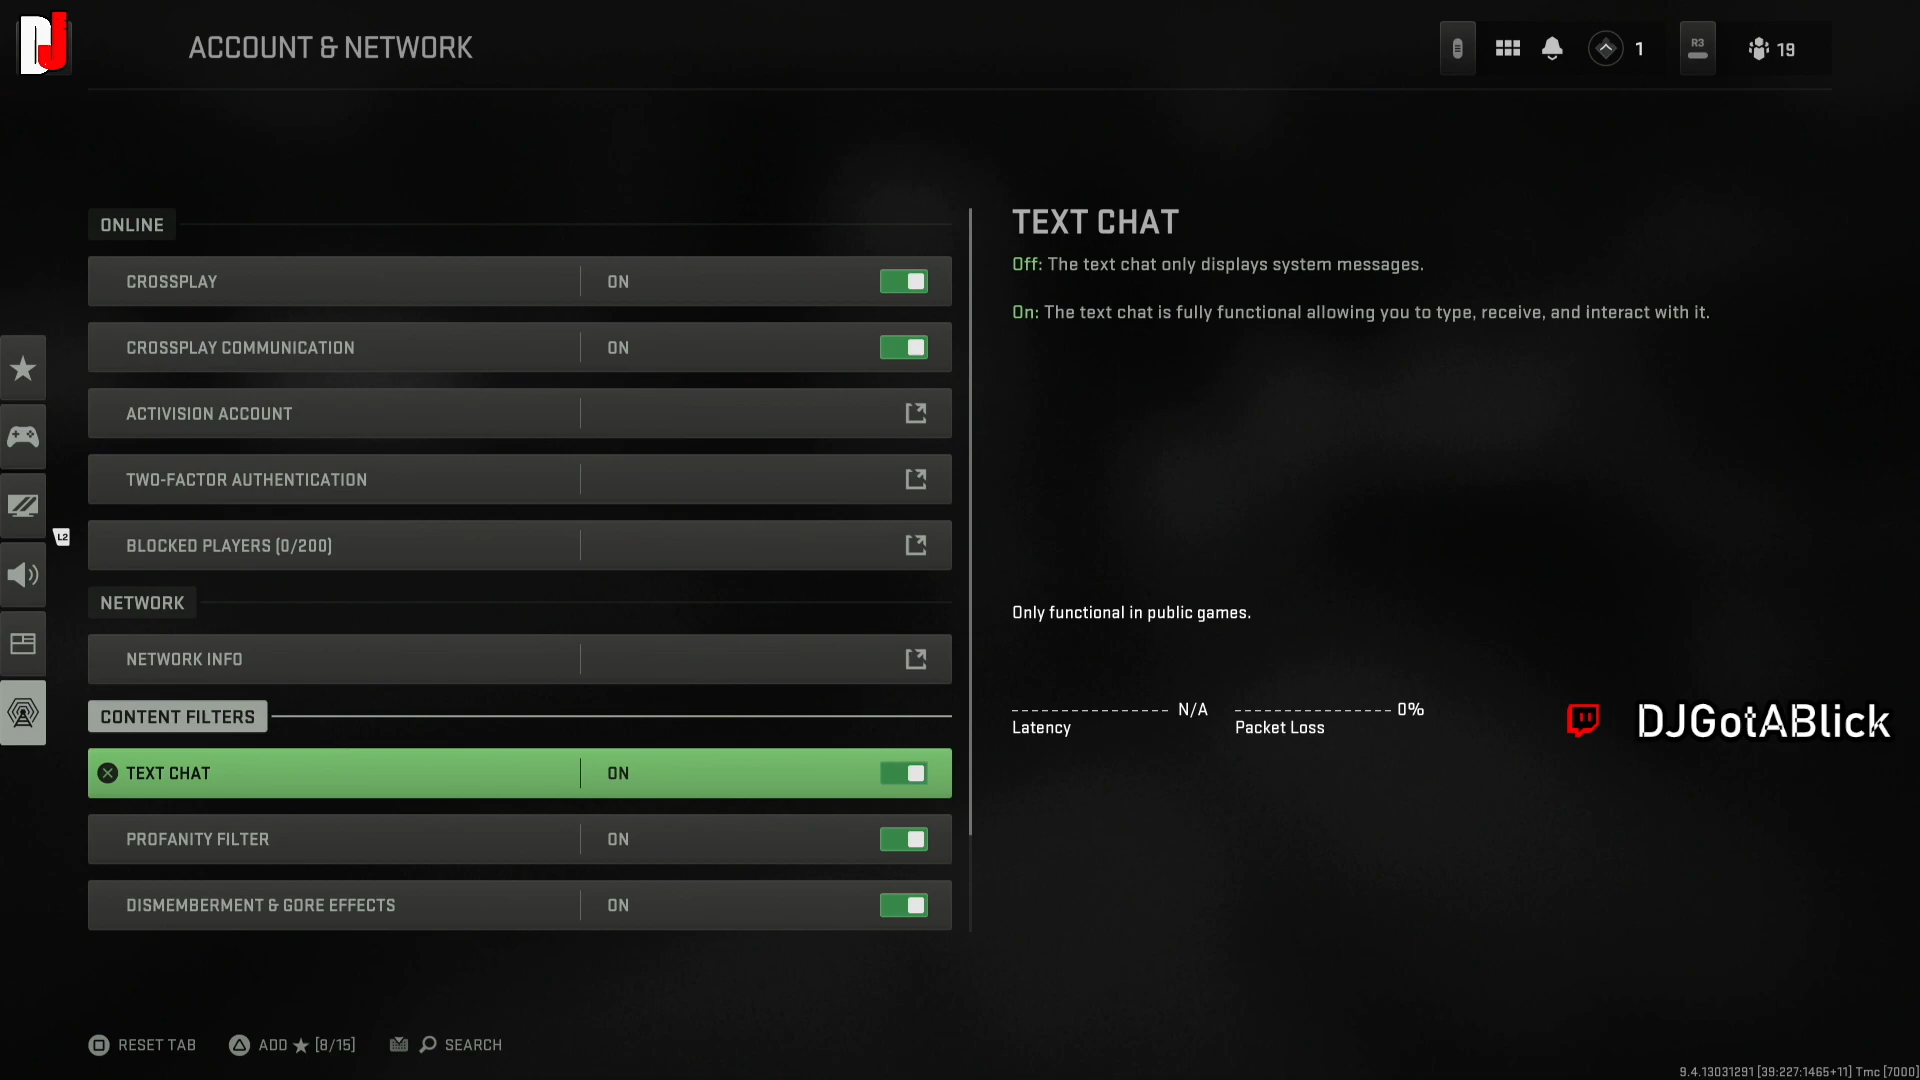 DJ
ACCOUNT & NETWORK
1
R3
19
ONLINE
CROSSPLAY
ON
CROSSPLAY COMMUNICATION
ON
ACTIVISION ACCOUNT
TWO-FACTOR AUTHENTICATION
BLOCKED PLAYERS (0/200)
NETWORK
NETWORK INFO
CONTENT FILTERS
TEXT CHAT
ON
PROFANITY FILTER
ON
DISMEMBERMENT & GORE EFFECTS
ON
L2
TEXT CHAT
Off: The text chat only displays system messages.
On: The text chat is fully functional allowing you to type, receive, and interact with it.
Only functional in public games.
N/A
Latency
0%
Packet Loss
DJGotABlick
RESET TAB
ADD ★ [8/15]
SEARCH
9.4.13031291 [39:227:1465+11] Tmc [7000]